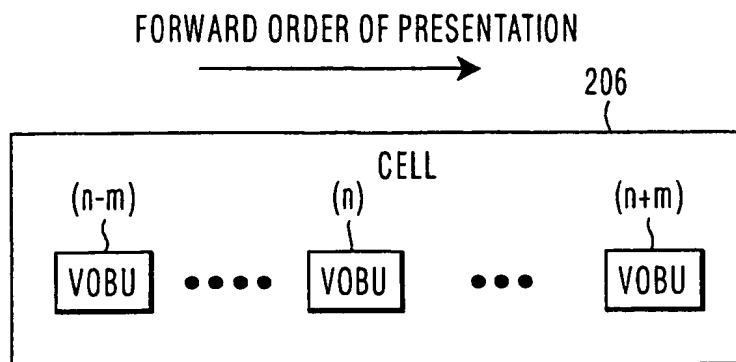 FORWARD ORDER OF PRESENTATION
206
CELL
(n-m) (n) (n+m)
VOBU •••• VOBU ••• VOBU